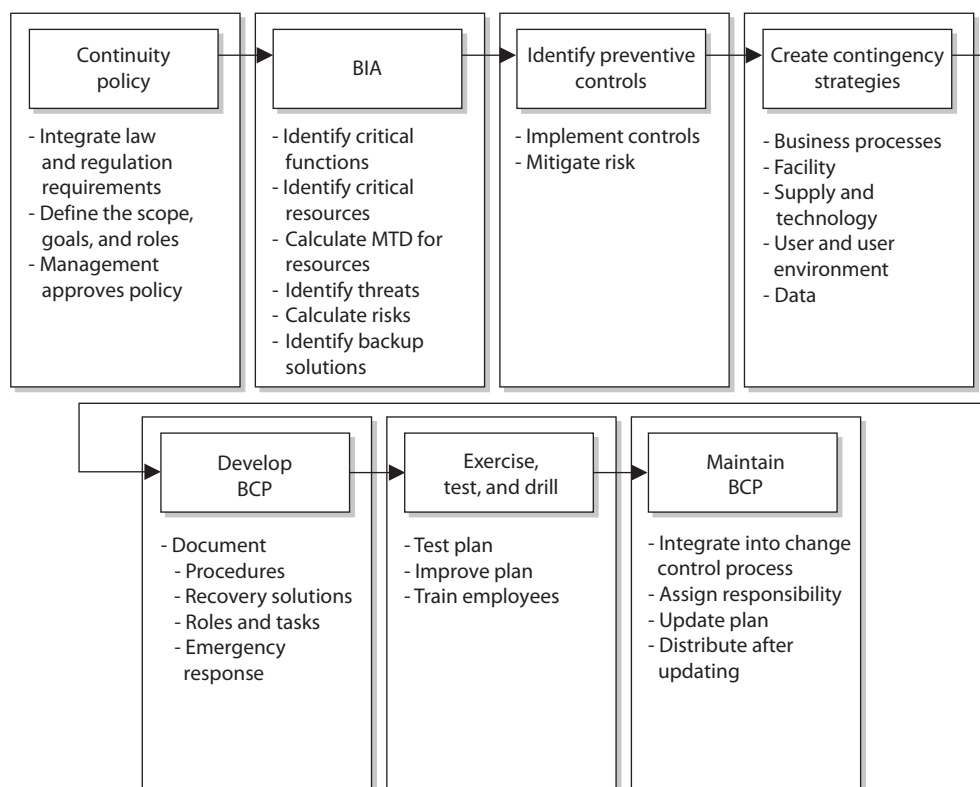 Continuity
policy
- Integrate law
and regulation
requirements
- Define the scope,
goals, and roles
- Management
approves policy
BIA
- Identify critical
functions
- Identify critical
resources
- Calculate MTD for
resources
- Identify threats
- Calculate risks
- Identify backup
solutions
Identify preventive
controls
- Implement controls
- Mitigate risk
Create contingency
strategies
- Business processes
- Facility
- Supply and
technology
- User and user
environment
- Data
Develop
BCP
- Document
- Procedures
- Recovery solutions
- Roles and tasks
- Emergency
response
Exercise,
test, and drill
- Test plan
- Improve plan
- Train employees
Maintain
BCP
- Integrate into change
control process
- Assign responsibility
- Update plan
- Distribute after
updating